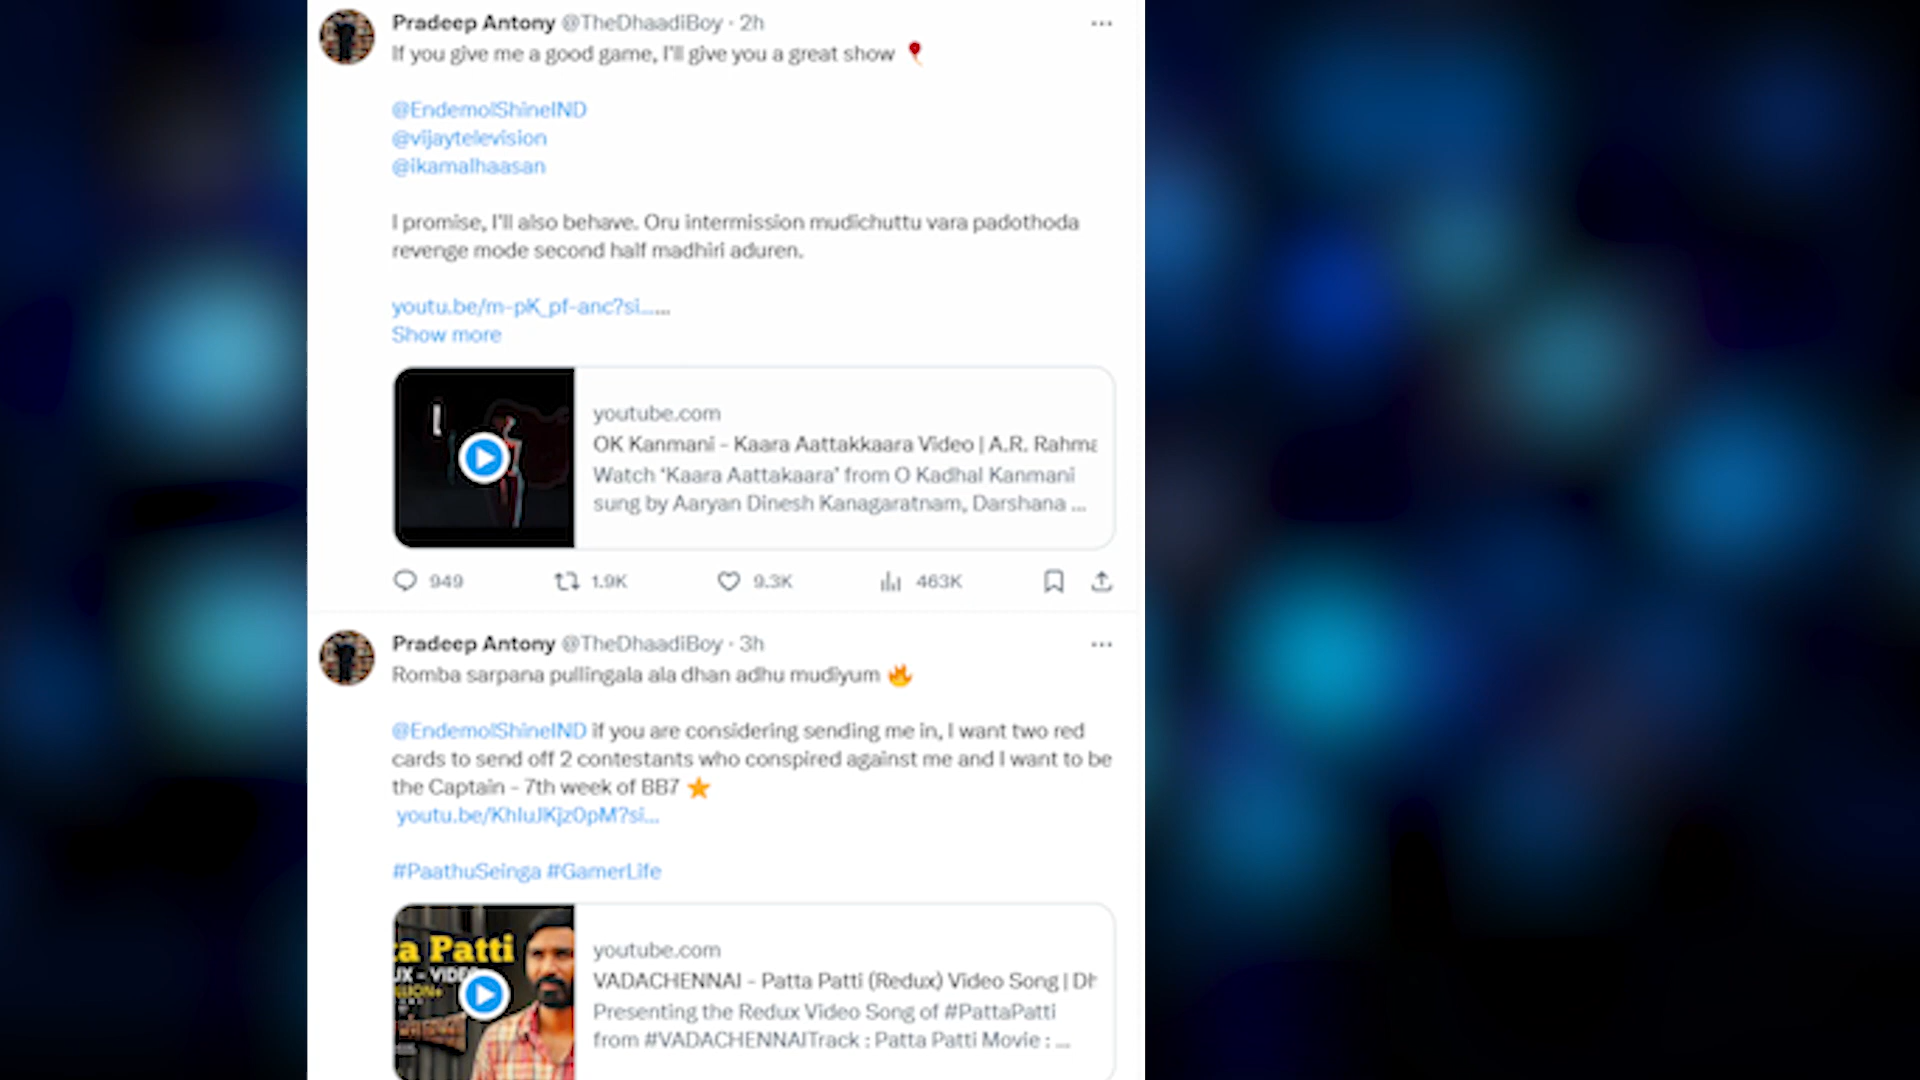 Pradeep Antony @TheDhaadiBoy · 2h
If you give me a good game, I'll give you a great show
@EndemolShineIND
@vijaytelevision
@ikamalhaasan
I promise, I'll also behave. Oru intermission mudichuttu vara padothoda
revenge mode second half madhiri aduren.
youtu.be/m-pK_pf-anc?si……
Show more
youtube.com
OK Kanmani - Kaara Aattakkaara Video | A.R. Rahma
Watch ‘Kaara Aattakaara’ from O Kadhal Kanmani
sung by Aaryan Dinesh Kanagaratnam, Darshana ...
949 1.9K 9.3K 463K
Pradeep Antony @TheDhaadiBoy · 3h
Romba sarpana pullingala ala dhan adhu mudiyum 🔥
@EndemolShineIND if you are considering sending me in, I want two red
cards to send off 2 contestants who conspired against me and I want to be
the Captain - 7th week of BB7 ⭐
youtu.be/KhIuJKjz0pM?si...
#PaathuSeinga #GamerLife
a Patti
UX - VIDE
LLION+
youtube.com
VADACHENNAI - Patta Patti (Redux) Video Song | Dh
Presenting the Redux Video Song of #PattaPatti
from #VADACHENNAITrack : Patta Patti Movie : ...